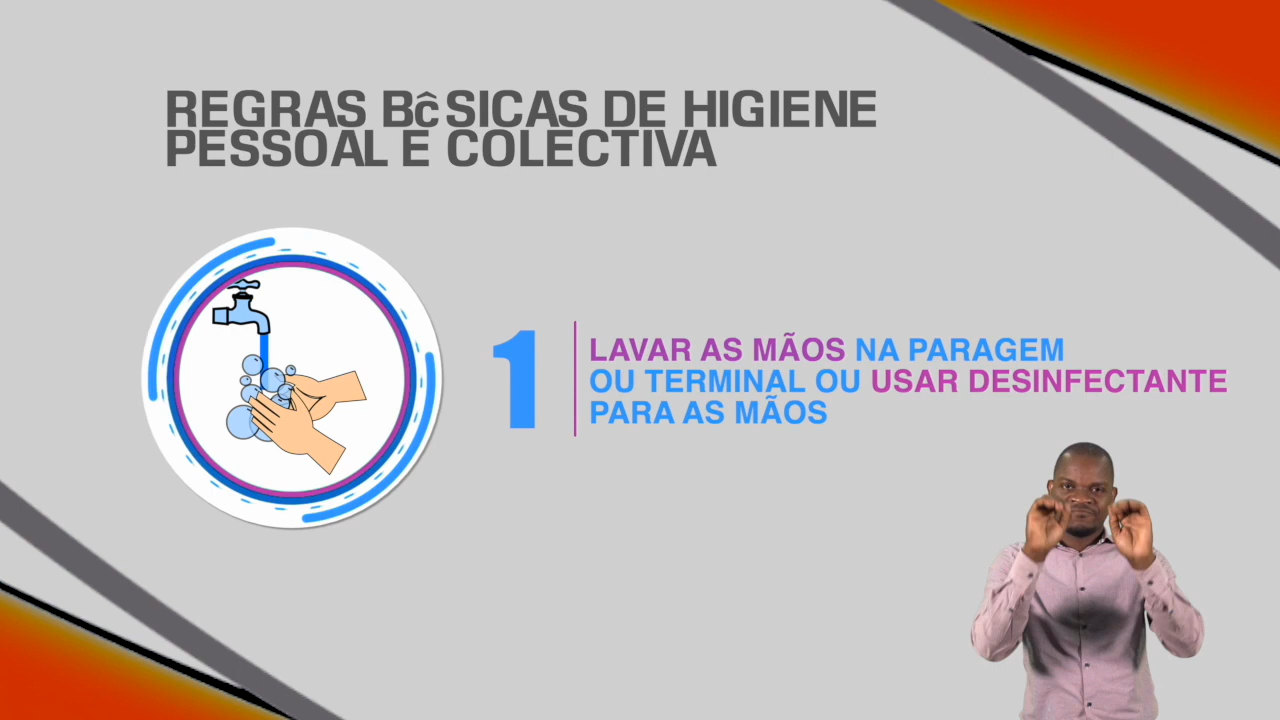 REGRAS BĉSICAS DE HIGIENE
PESSOAL E COLECTIVA
1
LAVAR AS MÃOS NA PARAGEM
OU TERMINAL OU USAR DESINFECTANTE
PARA AS MÃOS